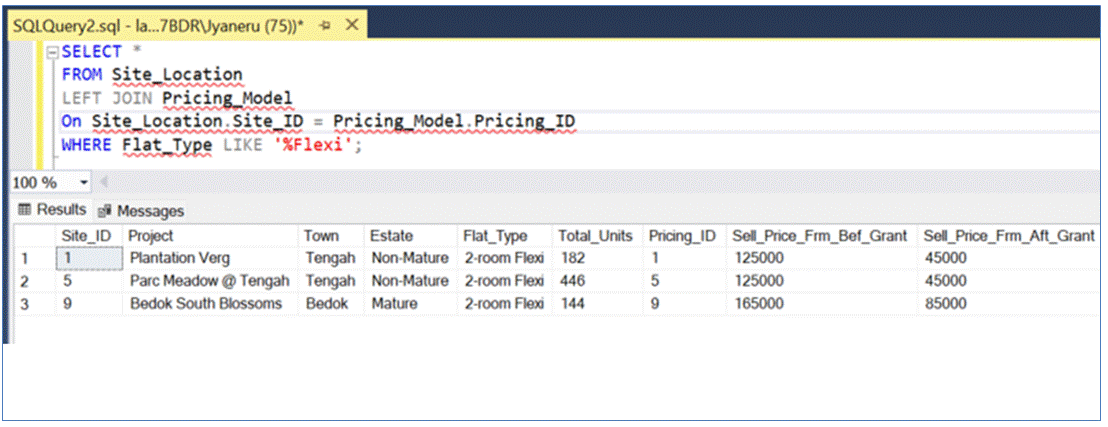 SQLQuery2.sql - la...7BDR\Jyaneru (75))*
SELECT *
FROM Site_Location
LEFT JOIN Pricing_Model
On Site_Location.Site_ID = Pricing_Model.Pricing_ID
WHERE Flat_Type LIKE '%Flexi';
100 %
Results Messages
Site_ID Project Town Estate Flat_Type Total_Units Pricing_ID Sell_Price_Frm_Bef_Grant Sell_Price_Frm_Aft_Grant
1 1 Plantation Verg Tengah Non-Mature 2-room Flexi 182 1 125000 45000
2 5 Parc Meadow @ Tengah Tengah Non-Mature 2-room Flexi 446 5 125000 45000
3 9 Bedok South Blossoms Bedok Mature 2-room Flexi 144 9 165000 85000